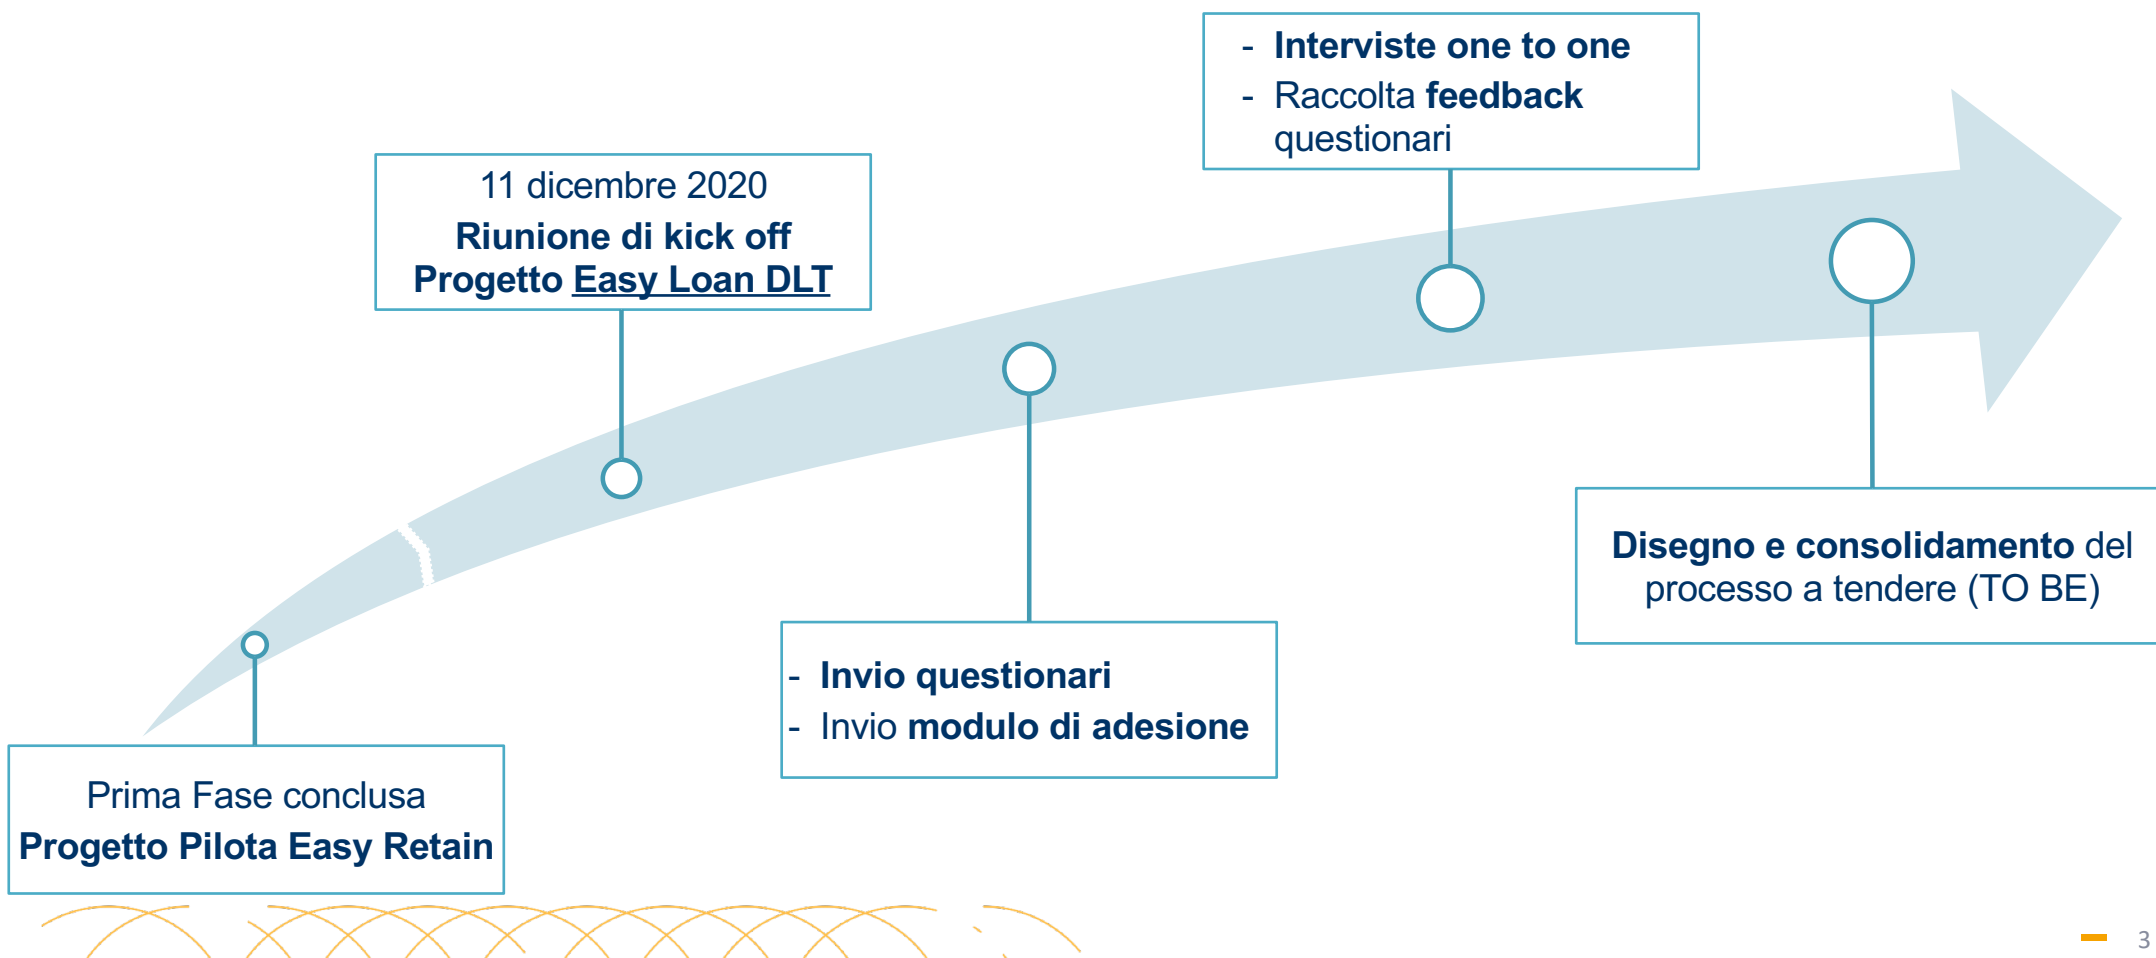 - Interviste one to one
- Raccolta feedback
questionari
11 dicembre 2020
Riunione di kick off
Progetto Easy Loan DLT
Disegno e consolidamento del
processo a tendere (TO BE)
- Invio questionari
- Invio modulo di adesione
Prima Fase conclusa
Progetto Pilota Easy Retain
3